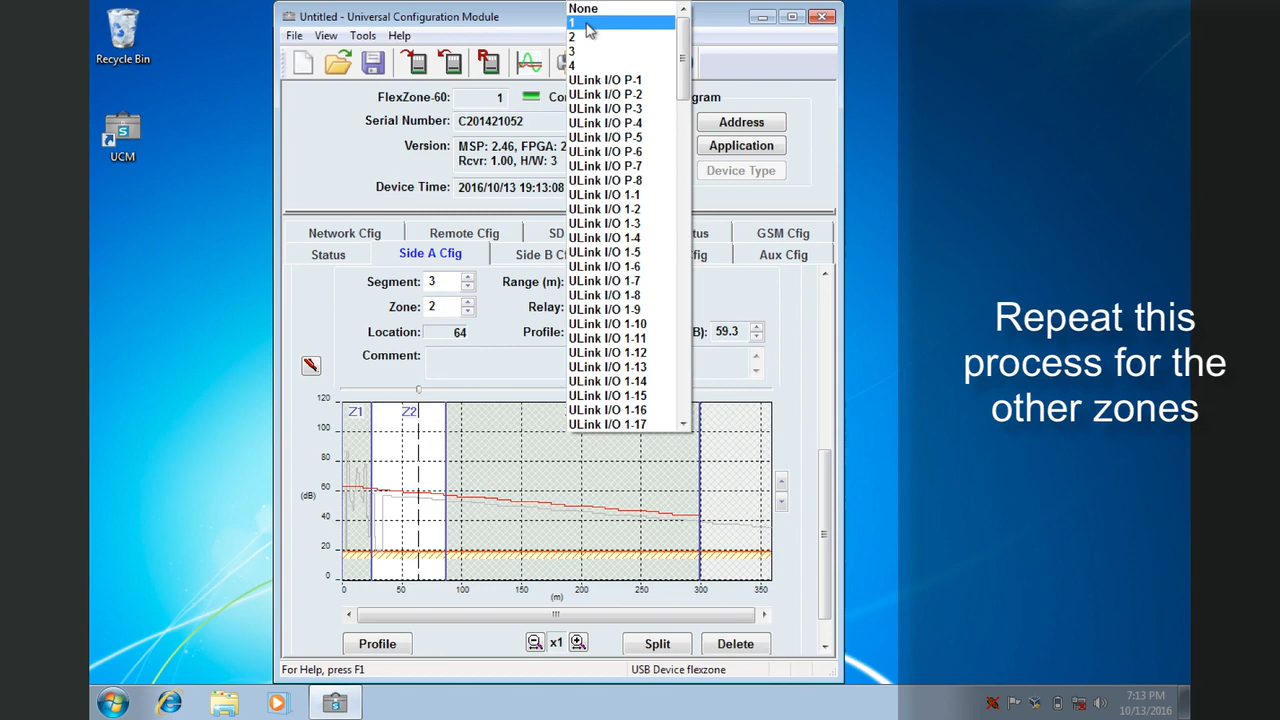 Recycle Bin
UCM
Untitled - Universal Configuration Module
File View Tools Help
FlexZone-60: 1
Serial Number: C201421052
Version: MSP: 2.46, FPGA: 2
Rcvr: 1.00, H/W: 3
Device Time: 2016/10/13 19:13:08
Address
Application
Device Type
Network Cfig Remote Cfig SD GSM Cfig
Status Side A Cfig Side B Aux Cfig
Segment: 3 Range (m):
Zone: 2 Relay:
Location: 64 Profile: 59.3
Comment:
None
1
2
3
4
ULink I/O P-1
ULink I/O P-2
ULink I/O P-3
ULink I/O P-4
ULink I/O P-5
ULink I/O P-6
ULink I/O P-7
ULink I/O P-8
ULink I/O 1-1
ULink I/O 1-2
ULink I/O 1-3
ULink I/O 1-4
ULink I/O 1-5
ULink I/O 1-6
ULink I/O 1-7
ULink I/O 1-8
ULink I/O 1-9
ULink I/O 1-10
ULink I/O 1-11
ULink I/O 1-12
ULink I/O 1-13
ULink I/O 1-14
ULink I/O 1-15
ULink I/O 1-16
ULink I/O 1-17
Z1 Z2
120
100
80
60
(dB)
40
20
0
0 50 100 150 200 250 300 350
(m)
Profile x1 Split Delete
For Help, press F1 USB Device flexzone
Repeat this
process for the
other zones
7:13 PM
10/13/2016